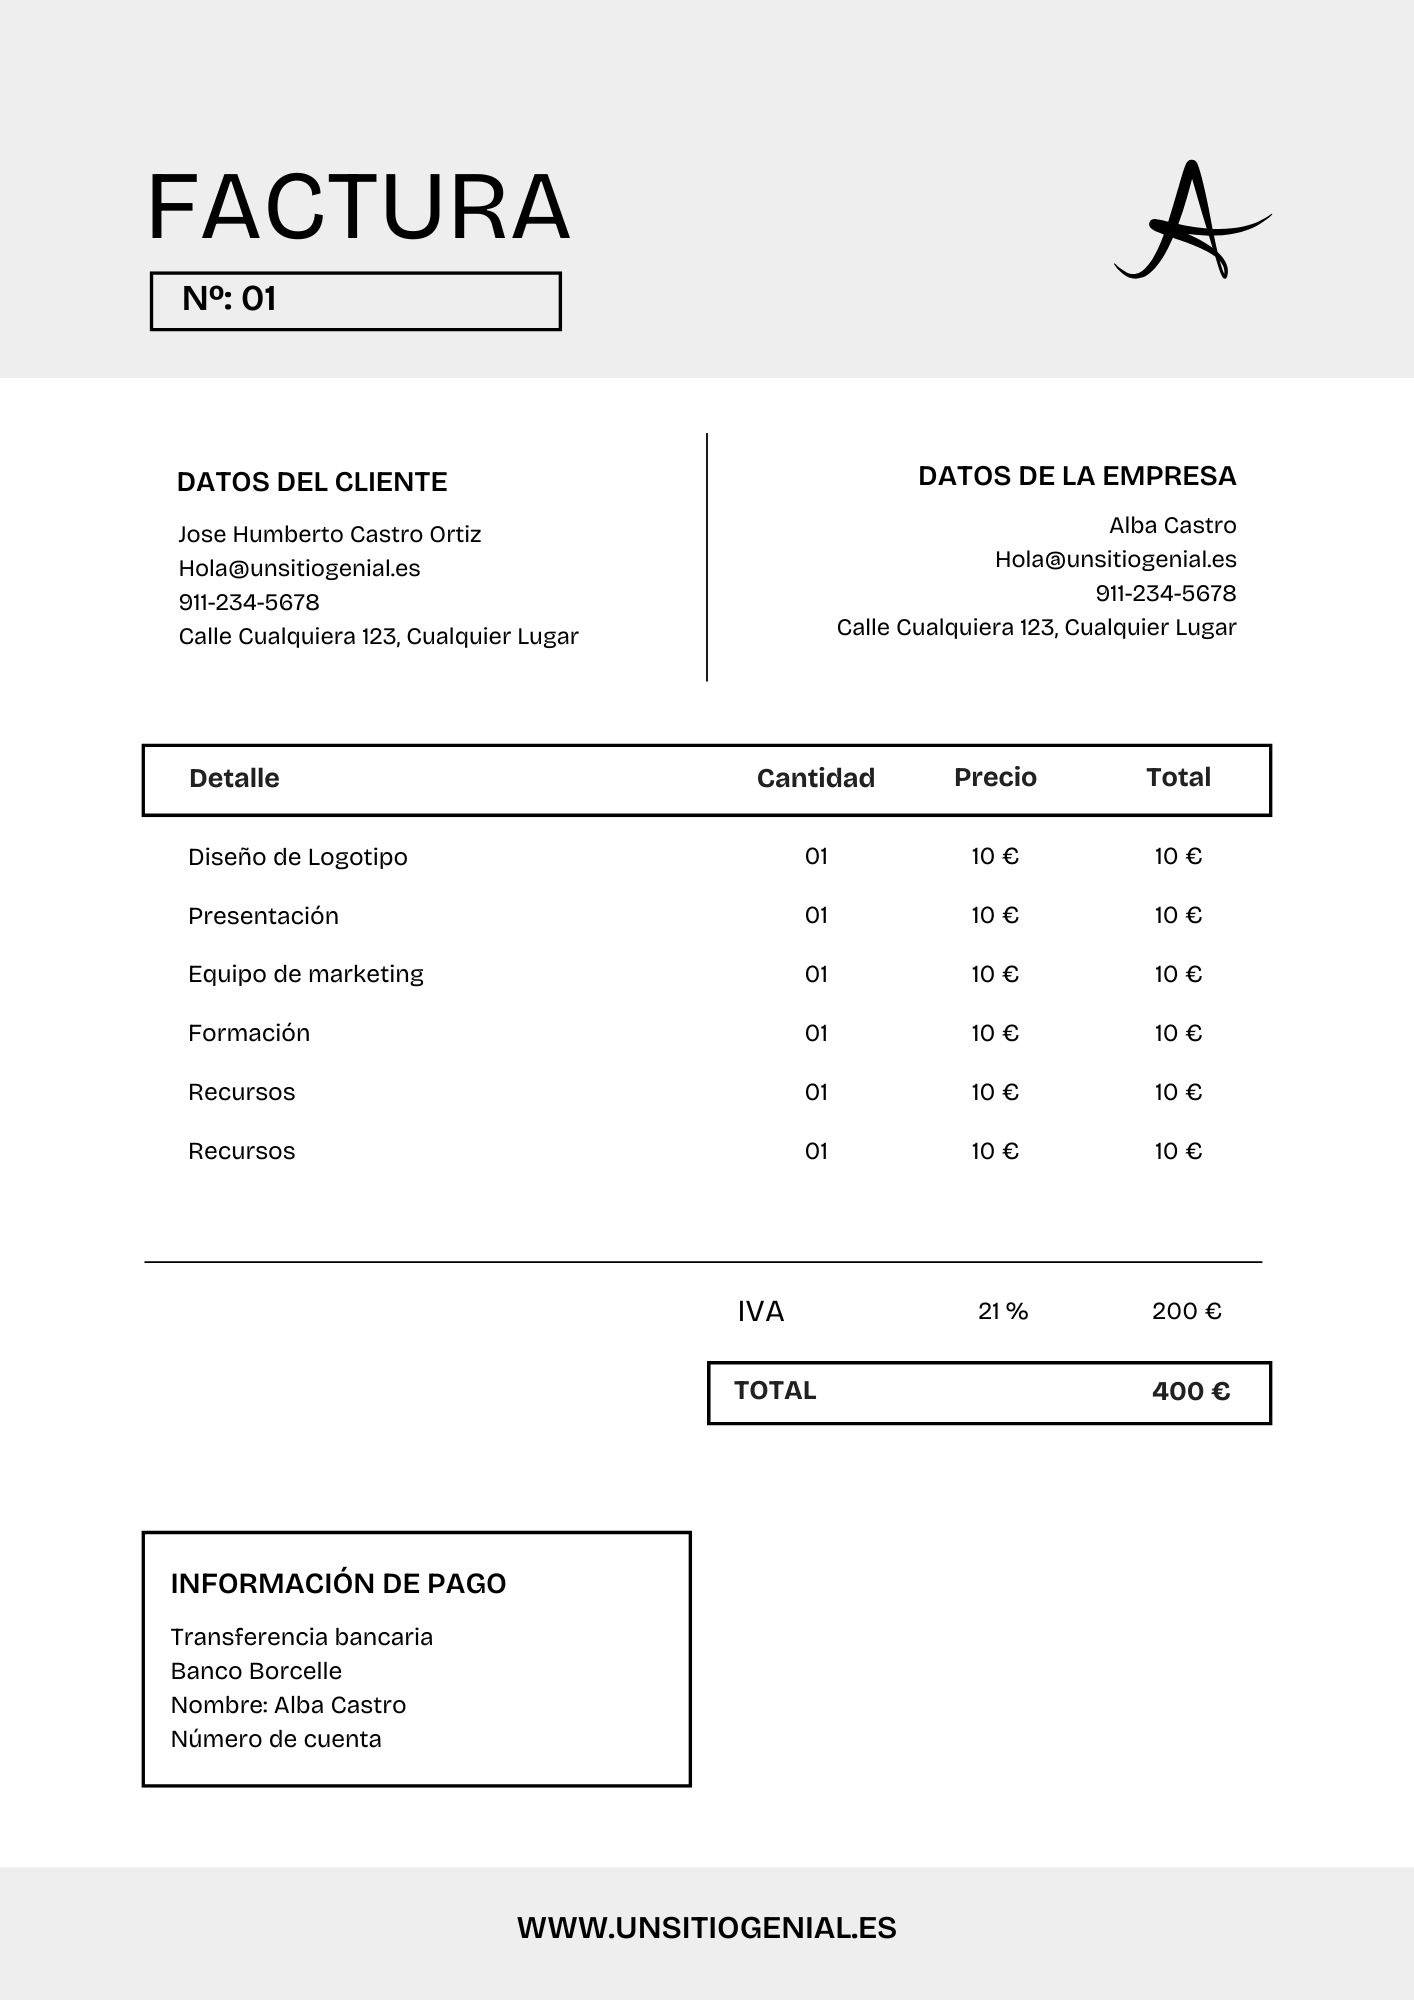 FACTURA
Nº: 01
DATOS DEL CLIENTE
Jose Humberto Castro Ortiz
Hola@unsitiogenial.es
911-234-5678
Calle Cualquiera 123, Cualquier Lugar
DATOS DE LA EMPRESA
Alba Castro
Hola@unsitiogenial.es
911-234-5678
Calle Cualquiera 123, Cualquier Lugar
Detalle Cantidad Precio Total
Diseño de Logotipo 01 10 € 10 €
Presentación 01 10 € 10 €
Equipo de marketing 01 10 € 10 €
Formación 01 10 € 10 €
Recursos 01 10 € 10 €
Recursos 01 10 € 10 €
IVA 21 % 200 €
TOTAL 400 €
INFORMACIÓN DE PAGO
Transferencia bancaria
Banco Borcelle
Nombre: Alba Castro
Número de cuenta
WWW.UNSITIOGENIAL.ES